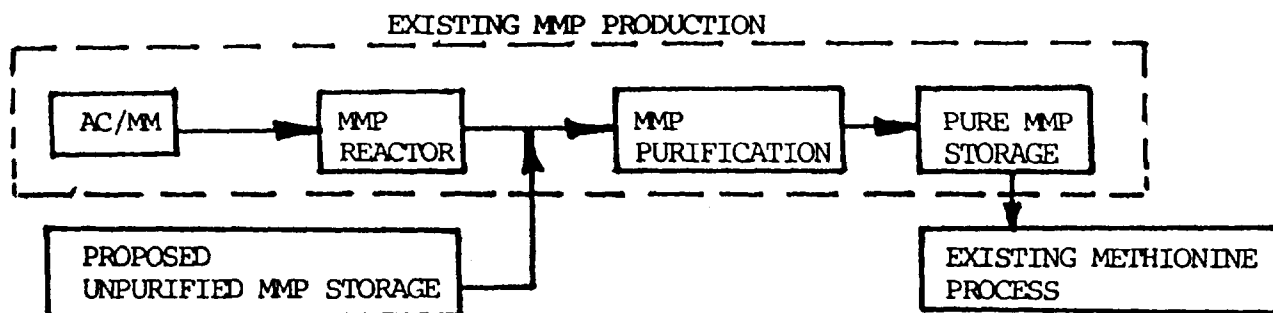 EXISTING MMP PRODUCTION
AC/MM
MMP
REACTOR
MMP
PURIFICATION
PURE MMP
STORAGE
PROPOSED
UNPURIFIED MMP STORAGE
EXISTING METHIONINE
PROCESS